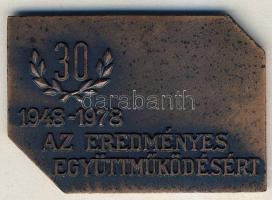 30
1948-1978
AZ EREDMÉNYES
EGYÜTTMŰKÖDÉSÉRT
darabanth